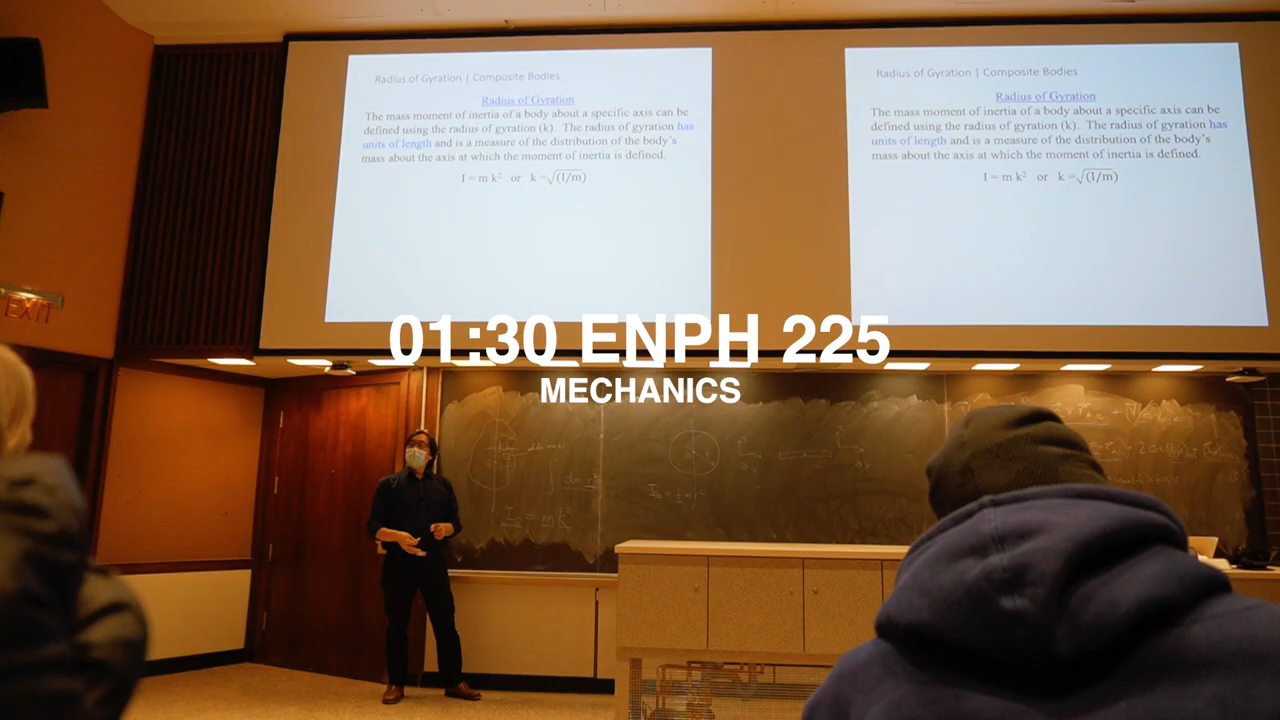 Radius of Gyration | Composite Bodies
Radius of Gyration
The mass moment of inertia of a body about a specific axis can be
defined using the radius of gyration (k). The radius of gyration has
units of length and is a measure of the distribution of the body's
mass about the axis at which the moment of inertia is defined.
I = m k² or k =√(I/m)
Radius of Gyration | Composite Bodies
Radius of Gyration
The mass moment of inertia of a body about a specific axis can be
defined using the radius of gyration (k). The radius of gyration has
units of length and is a measure of the distribution of the body's
mass about the axis at which the moment of inertia is defined.
I = m k² or k =√(I/m)
EXIT
01:30 ENPH 225
MECHANICS